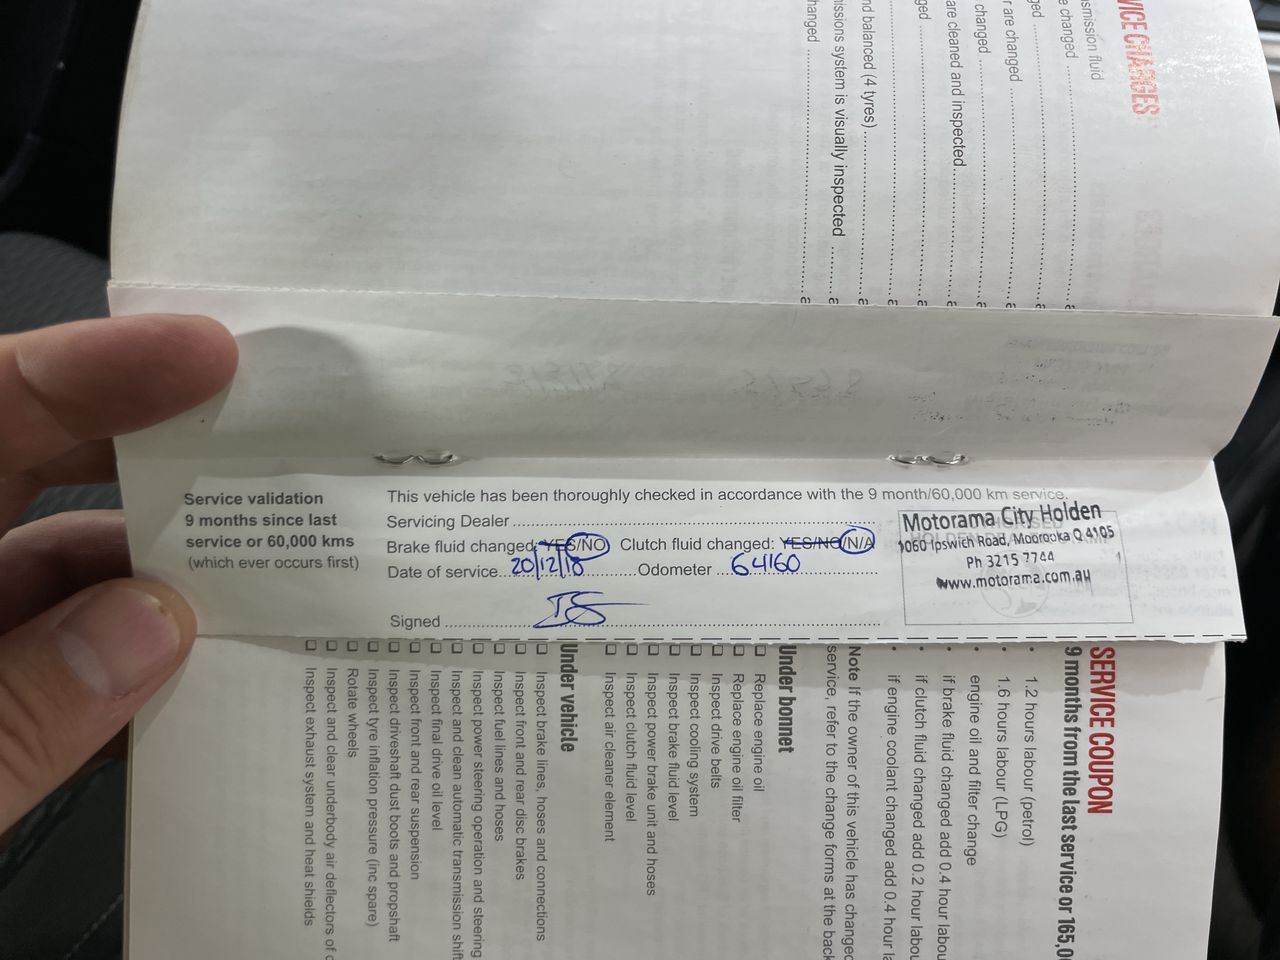 VICE CHARGES
smission fluid
e changed
ged
r are changed
changed
are cleaned and inspected
ged
nd balanced (4 tyres)
issions system is visually inspected
hanged
Service validation
9 months since last
service or 60,000 kms
(which ever occurs first)
This vehicle has been thoroughly checked in accordance with the 9 month/60,000 km service.
Servicing Dealer
Brake fluid changed: YES/NO Clutch fluid changed: YES/NO/N/A
Date of service 20/12/18 Odometer 64160
Signed
Motorama City Holden
1060 Ipswich Road, Moorooka Q 4105
Ph 3215 7744
www.motorama.com.au
SERVICE COUPON
9 months from the last service or 165,0
• 1.2 hours labour (petrol)
• 1.6 hours labour (LPG)
engine oil and filter change
• if brake fluid changed add 0.4 hour labou
• if clutch fluid changed add 0.2 hour labou
• if engine coolant changed add 0.4 hour la
Note If the owner of this vehicle has changed
service, refer to the change forms at the back
Under bonnet
Replace engine oil
Replace engine oil filter
Inspect drive belts
Inspect cooling system
Inspect brake fluid level
Inspect power brake unit and hoses
Inspect clutch fluid level
Inspect air cleaner element
Under vehicle
Inspect brake lines, hoses and connections
Inspect front and rear disc brakes
Inspect fuel lines and hoses
Inspect power steering operation and steering
Inspect and clean automatic transmission shift
Inspect final drive oil level
Inspect front and rear suspension
Inspect driveshaft dust boots and propshaft
Inspect tyre inflation pressure (inc spare)
Rotate wheels
Inspect and clear underbody air deflectors of
Inspect exhaust system and heat shields